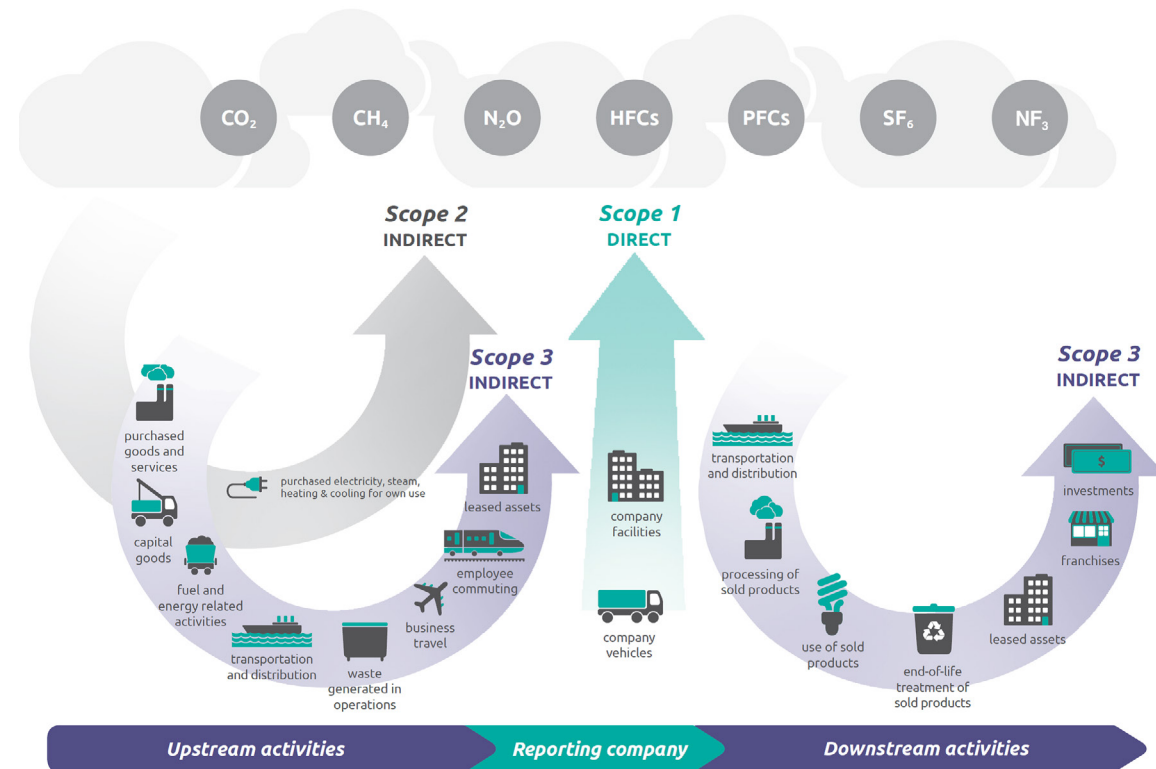 CO₂
CH₄
N₂O
HFCs
PFCs
SF₆
NF₃
Scope 2
INDIRECT
Scope 1
DIRECT
Scope 3
INDIRECT
Scope 3
INDIRECT
purchased
goods and
services
purchased electricity, steam,
heating & cooling for own use
capital
goods
fuel and
energy related
activities
transportation
and distribution
waste
generated in
operations
business
travel
employee
commuting
leased assets
company
facilities
company
vehicles
transportation
and distribution
processing of
sold products
use of sold
products
end-of-life
treatment of
sold products
leased assets
franchises
$
investments
Upstream activities
Reporting company
Downstream activities